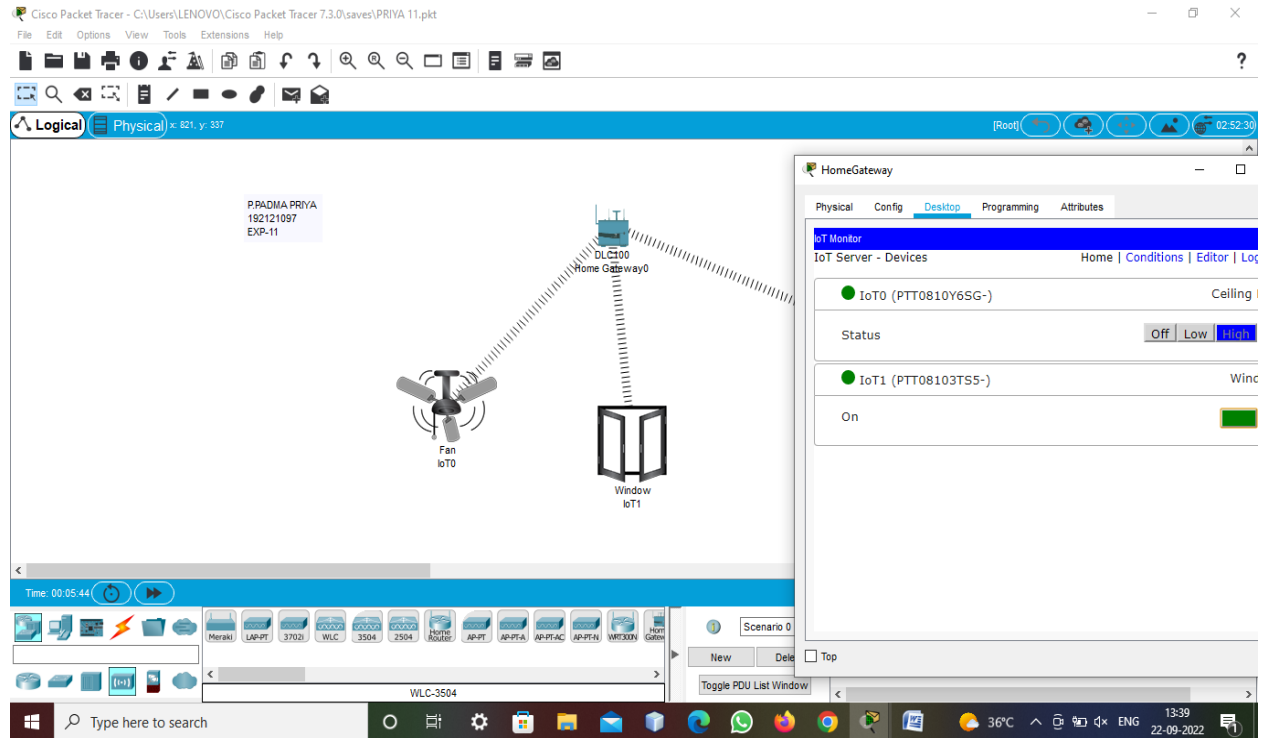 Cisco Packet Tracer - C:\Users\LENOVO\Cisco Packet Tracer 7.3.0\saves\PRIYA 11.pkt
File Edit Options View Tools Extensions Help
?
Logical Physical x: 821, y: 337 [Root] 02:52:30
HomeGateway
Physical Config Desktop Programming Attributes
IoT Monitor
IoT Server - Devices Home | Conditions | Editor | Log
IoT0 (PTT0810Y6SG-) Ceiling
Status Off Low High
IoT1 (PTT08103TS5-) Wind
On
P.PADMA PRIYA
192121097
EXP-11
DLC100
Home Gateway0
Fan
IoT0
Window
IoT1
Time: 00:05:44
Meraki LAP-PT 3702i WLC 3504 2504 Home Router AP-PT AP-PT-A AP-PT-AC AP-PT-N WRT300N Home Gatew
Scenario 0
New Dele
Top
Toggle PDU List Window
WLC-3504
Type here to search
36°C ENG 13:39
22-09-2022
1